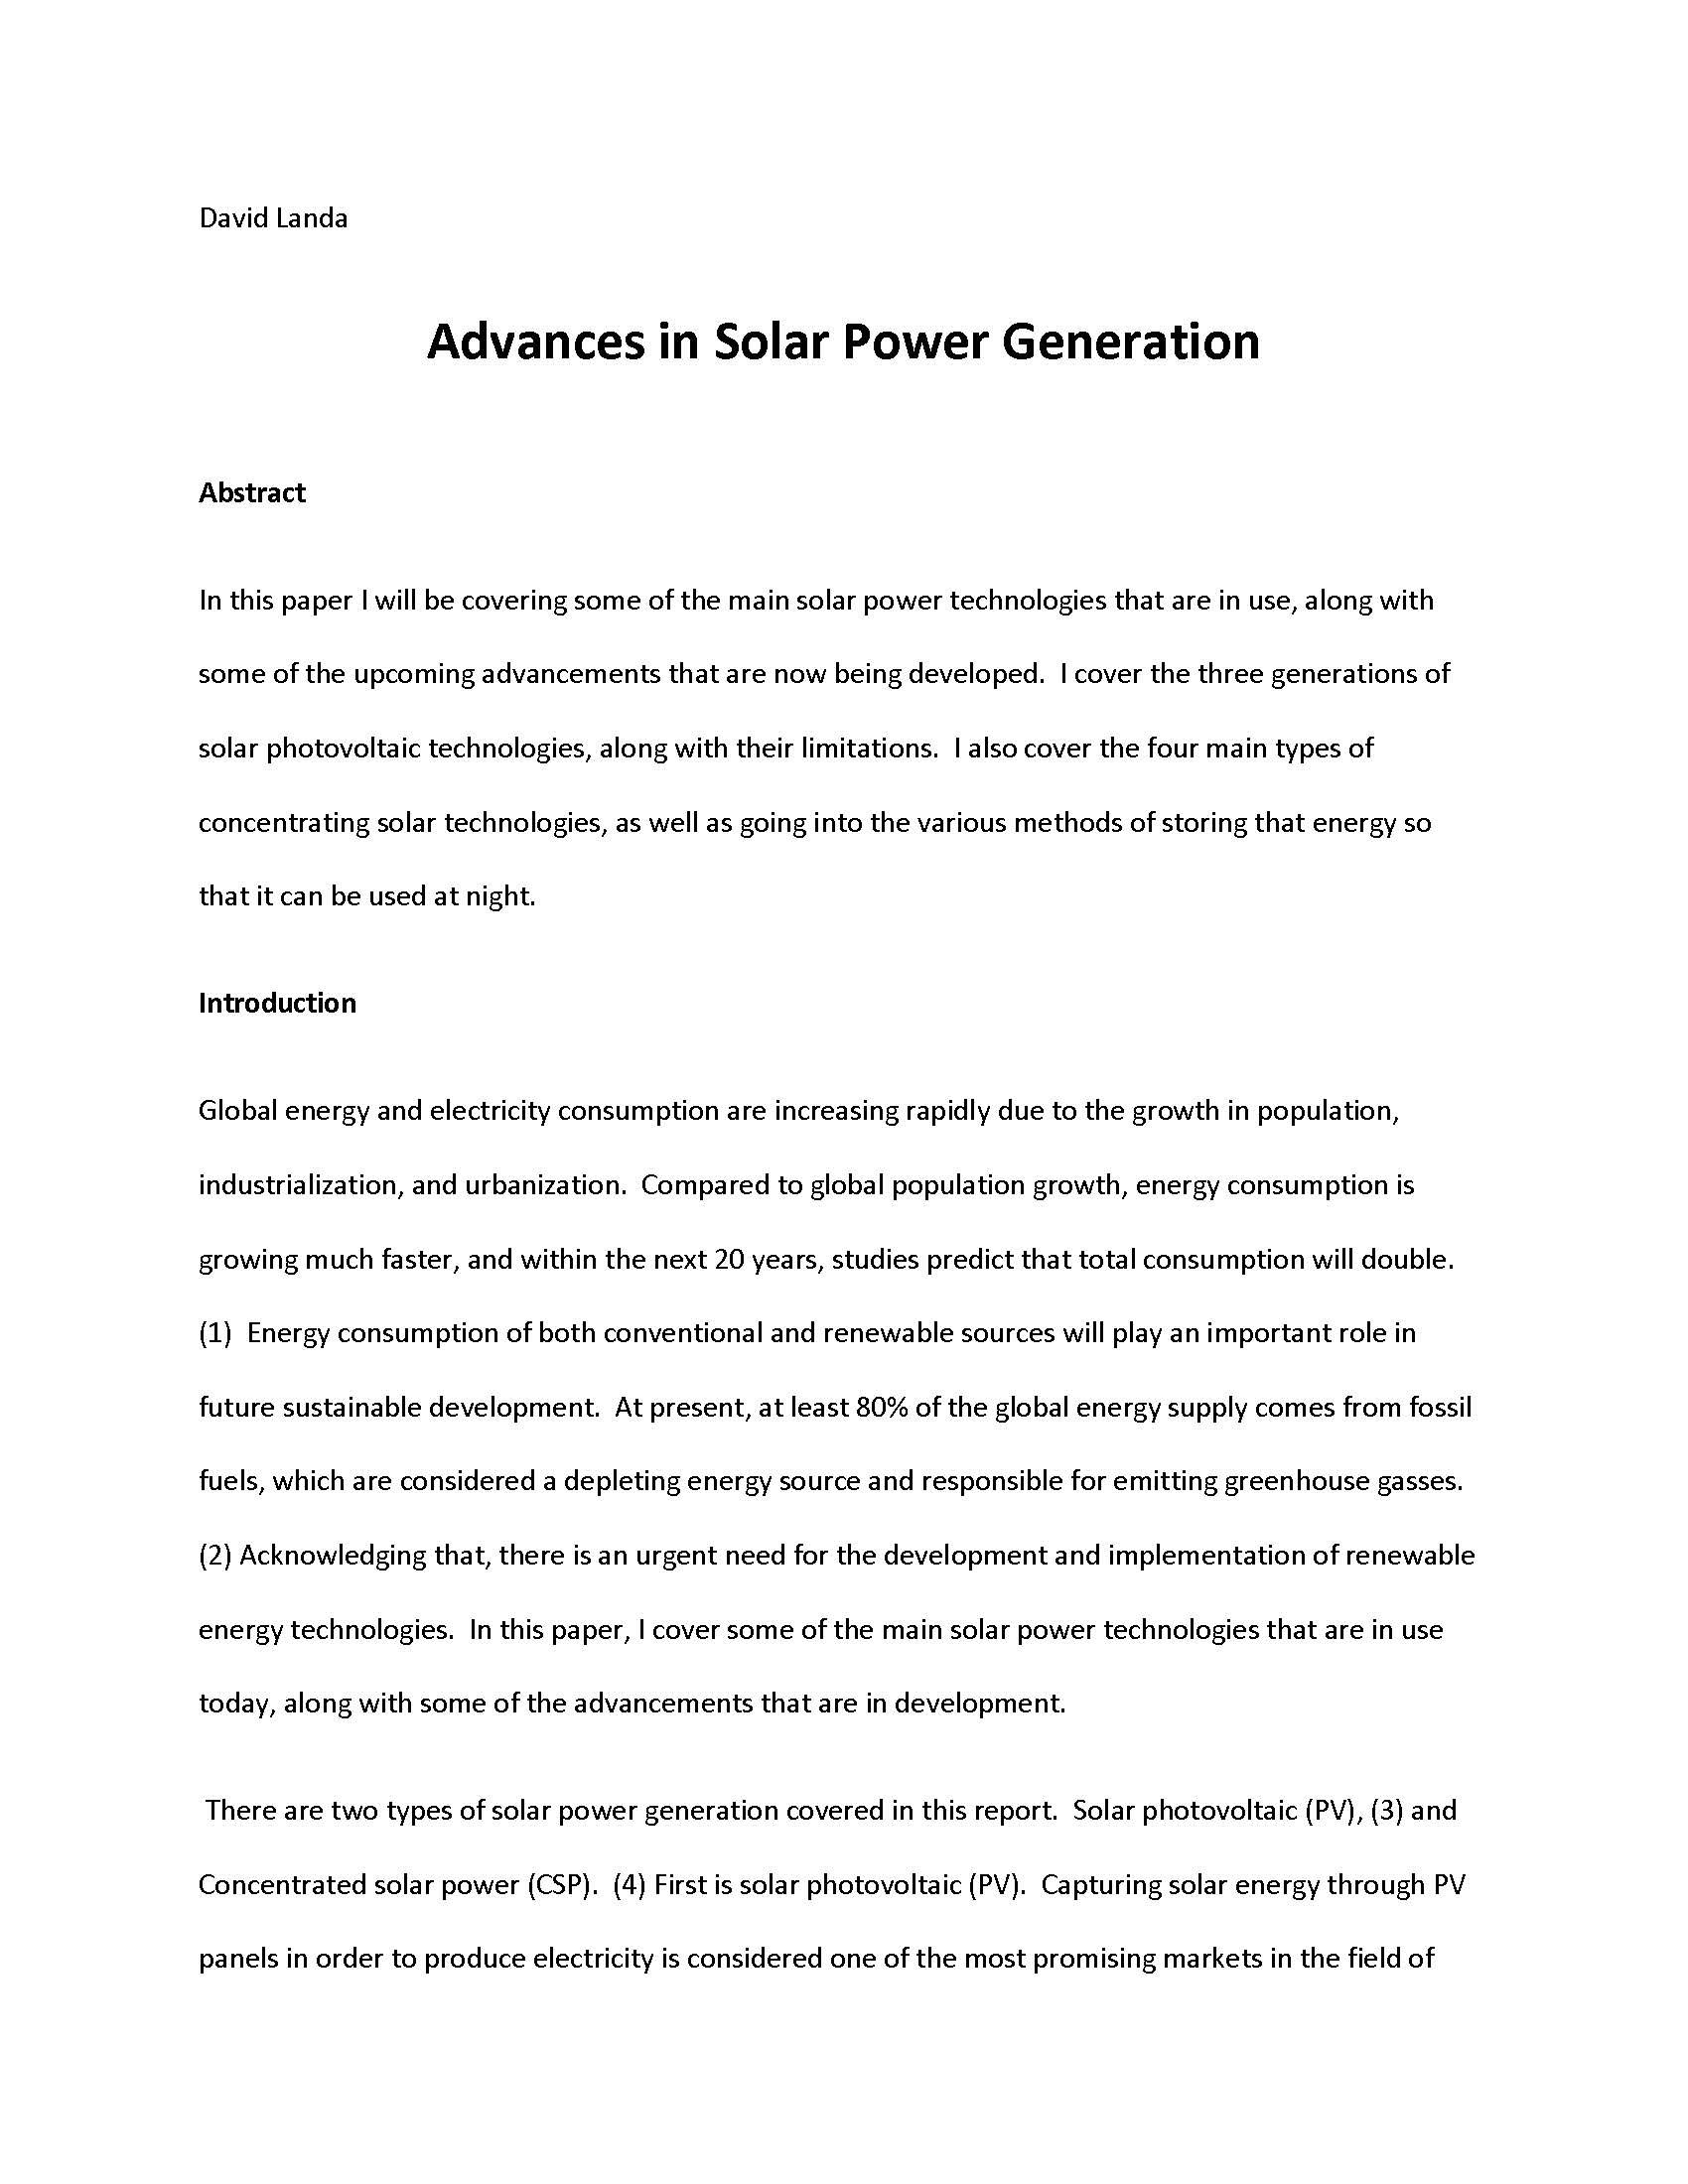 David Landa
Advances in Solar Power Generation
Abstract
In this paper I will be covering some of the main solar power technologies that are in use, along with
some of the upcoming advancements that are now being developed.  I cover the three generations of
solar photovoltaic technologies, along with their limitations.  I also cover the four main types of
concentrating solar technologies, as well as going into the various methods of storing that energy so
that it can be used at night.
Introduction
Global energy and electricity consumption are increasing rapidly due to the growth in population,
industrialization, and urbanization.  Compared to global population growth, energy consumption is
growing much faster, and within the next 20 years, studies predict that total consumption will double.
(1)  Energy consumption of both conventional and renewable sources will play an important role in
future sustainable development.  At present, at least 80% of the global energy supply comes from fossil
fuels, which are considered a depleting energy source and responsible for emitting greenhouse gasses.
(2) Acknowledging that, there is an urgent need for the development and implementation of renewable
energy technologies.  In this paper, I cover some of the main solar power technologies that are in use
today, along with some of the advancements that are in development.
There are two types of solar power generation covered in this report.  Solar photovoltaic (PV), (3) and
Concentrated solar power (CSP).  (4) First is solar photovoltaic (PV).  Capturing solar energy through PV
panels in order to produce electricity is considered one of the most promising markets in the field of